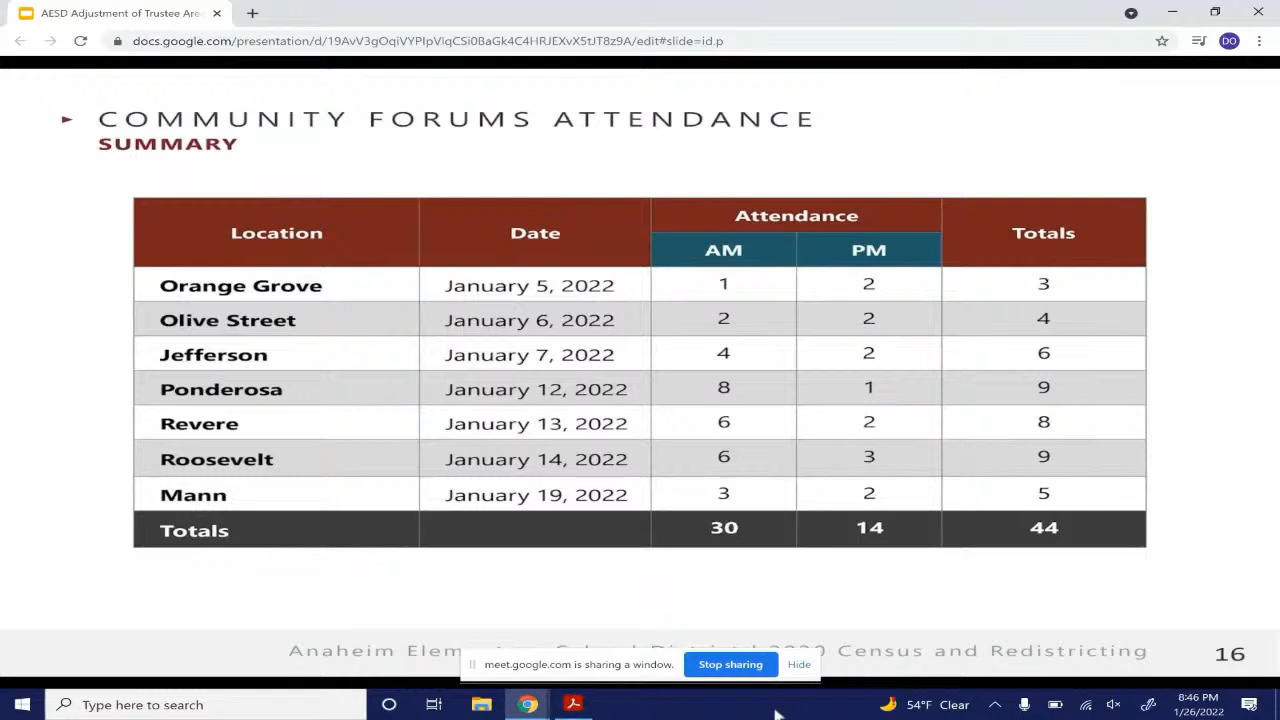 AESD Adjustment of Trustee Are
docs.google.com/presentation/d/19AvV3gOqiVYPIpVlqCSi0BaGk4C4HRJEXvX5tJT8z9A/edit#slide=id.p
DO
COMMUNITY FORUMS ATTENDANCE
SUMMARY
Location Date Attendance Totals
AM PM
Orange Grove January 5, 2022 1 2 3
Olive Street January 6, 2022 2 2 4
Jefferson January 7, 2022 4 2 6
Ponderosa January 12, 2022 8 1 9
Revere January 13, 2022 6 2 8
Roosevelt January 14, 2022 6 3 9
Mann January 19, 2022 3 2 5
Totals 30 14 44
Anaheim Elem Census and Redistricting 16
meet.google.com is sharing a window. Stop sharing Hide
Type here to search 54°F Clear 8:46 PM
1/26/2022